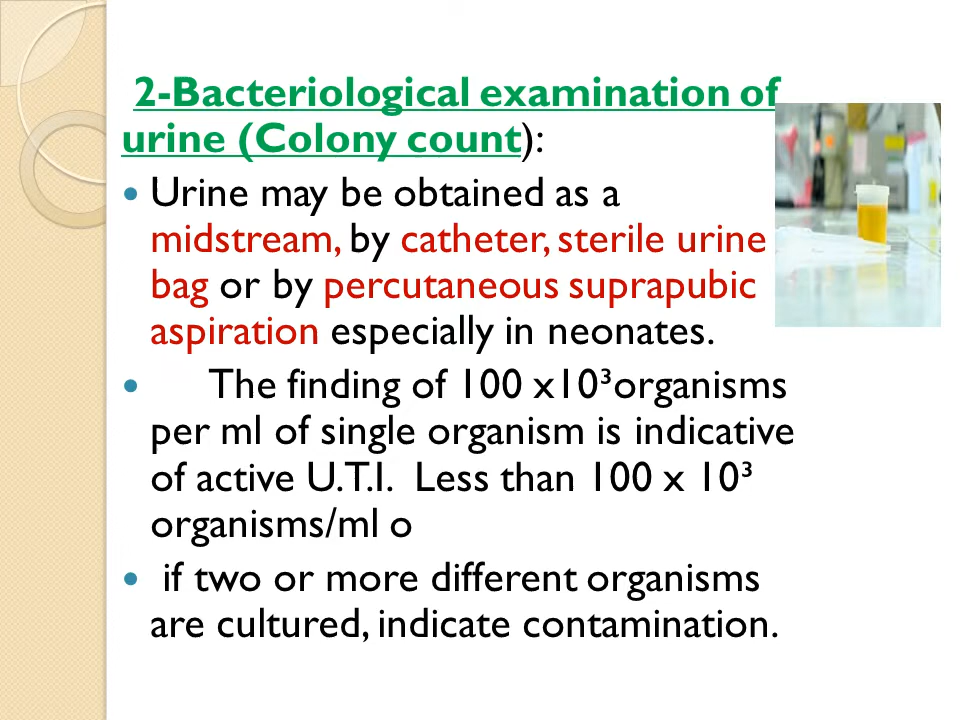 2-Bacteriological examination of
urine (Colony count):
• Urine may be obtained as a
midstream, by catheter, sterile urine
bag or by percutaneous suprapubic
aspiration especially in neonates.
• The finding of 100 x10³organisms
per ml of single organism is indicative
of active U.T.I. Less than 100 x 10³
organisms/ml o
• if two or more different organisms
are cultured, indicate contamination.